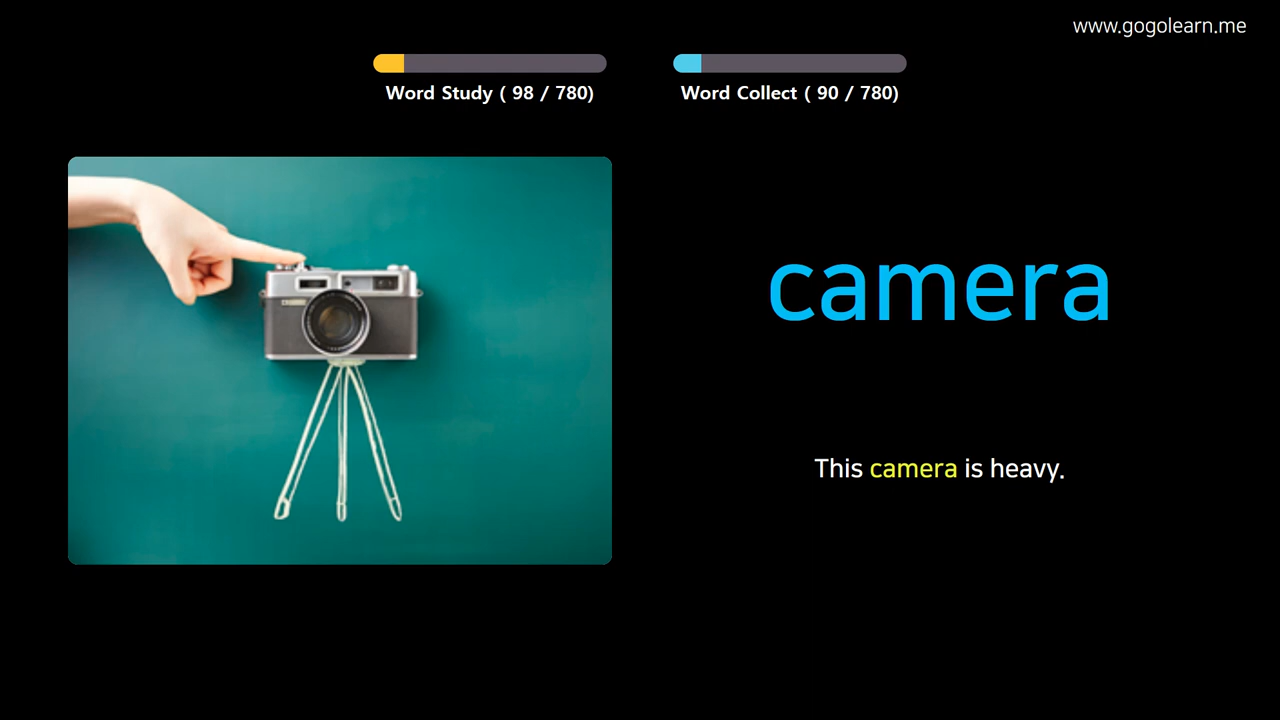 www.gogolearn.me
Word Study ( 98 / 780)
Word Collect ( 90 / 780)
camera
This camera is heavy.